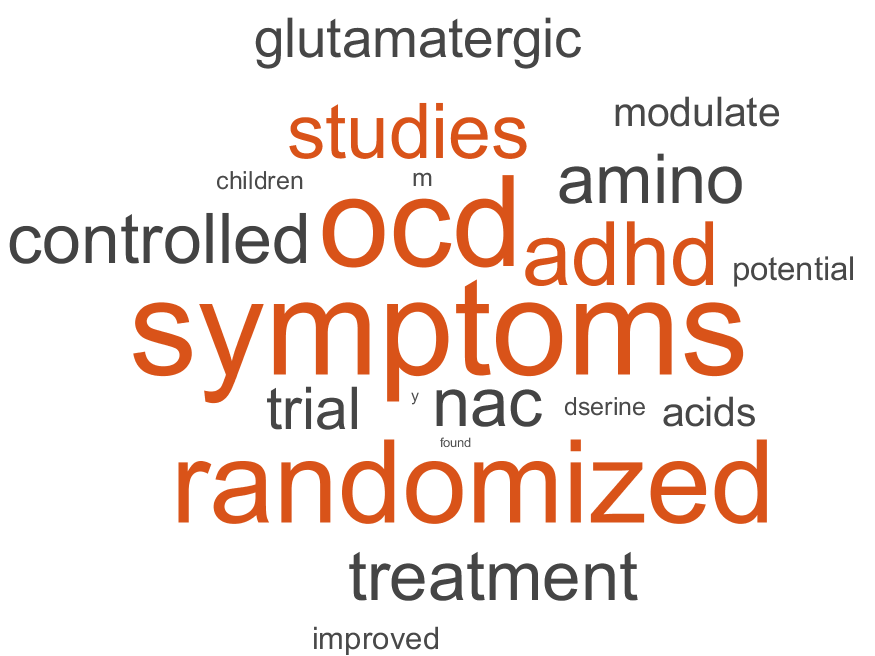 glutamatergic
studies
modulate
children
m
amino
controlled
ocd
adhd
potential
symptoms
trial
y
nac
dserine
acids
found
randomized
treatment
improved